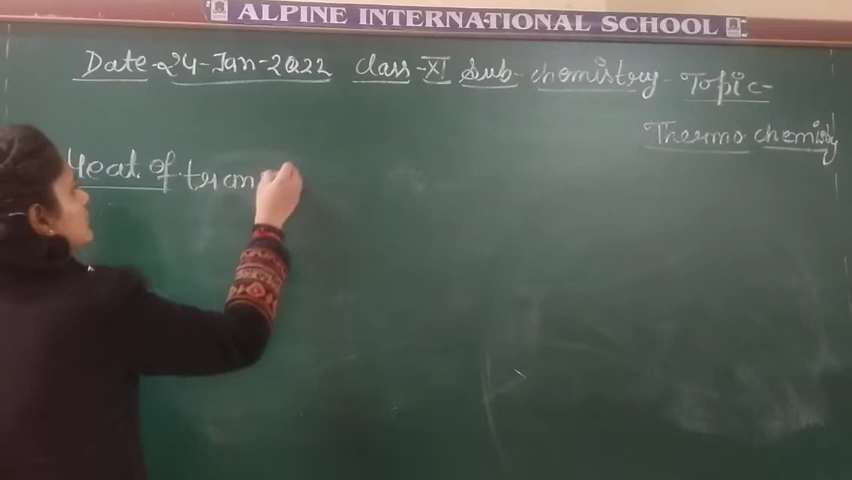 ALPINE INTERNATIONAL SCHOOL
Date-24-Jan-2022 Class-XI Sub-chemistry-Topic-
Thermo chemistry
Heat of tran